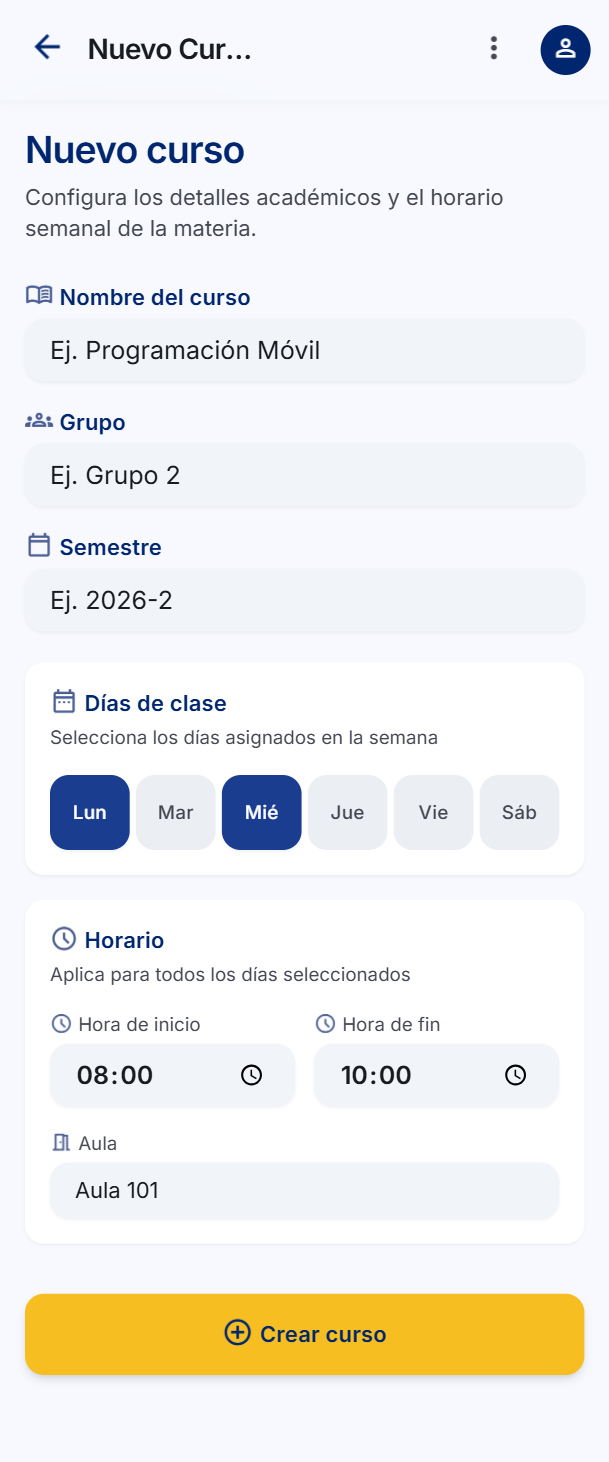 Nuevo Cur...
Nuevo curso
Configura los detalles académicos y el horario
semanal de la materia.
Nombre del curso
Ej. Programación Móvil
Grupo
Ej. Grupo 2
Semestre
Ej. 2026-2
Días de clase
Selecciona los días asignados en la semana
Lun Mar Mié Jue Vie Sáb
Horario
Aplica para todos los días seleccionados
Hora de inicio Hora de fin
08:00 10:00
Aula
Aula 101
Crear curso